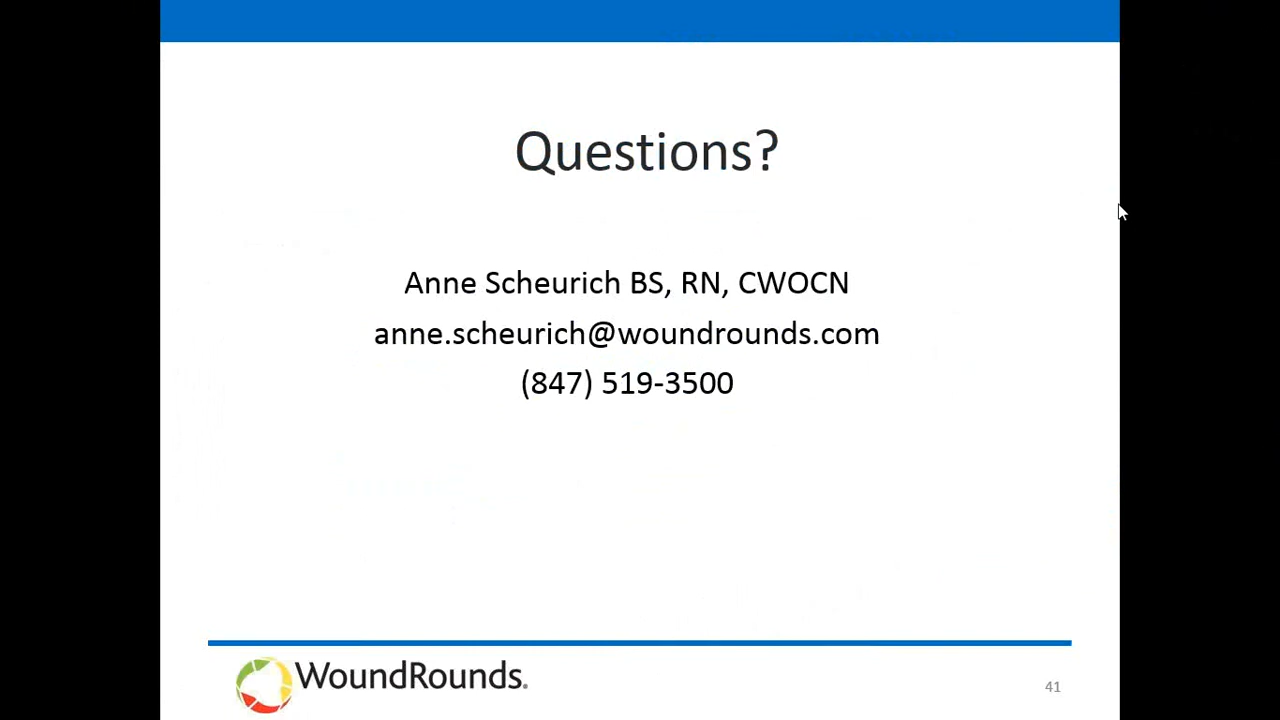 Questions?
Anne Scheurich BS, RN, CWOCN
anne.scheurich@woundrounds.com
(847) 519-3500
WoundRounds®
41